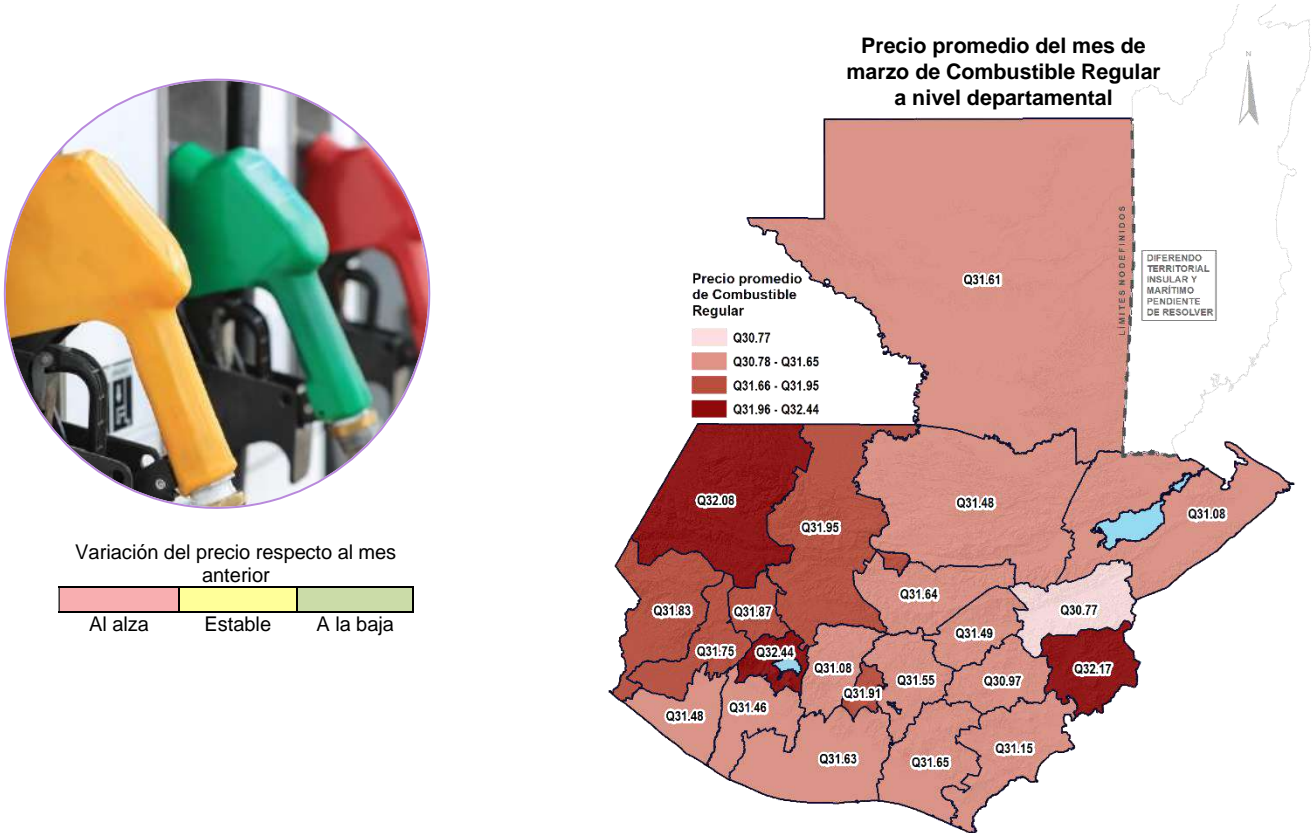 Precio promedio del mes de
marzo de Combustible Regular
a nivel departamental
N
LÍMITES NO DEFINIDOS
DIFERENDO
TERRITORIAL
INSULAR Y
MARÍTIMO
PENDIENTE
DE RESOLVER
Precio promedio
de Combustible
Regular
Q30.77
Q30.78 - Q31.65
Q31.66 - Q31.95
Q31.96 - Q32.44
Q31.61
Q32.08
Q31.95
Q31.48
Q31.08
Q31.64
Q30.77
Q31.83
Q31.87
Q31.49
Q31.75
Q32.44
Q31.08
Q31.91
Q31.55
Q30.97
Q32.17
Q31.48
Q31.46
Q31.63
Q31.65
Q31.15
Variación del precio respecto al mes
anterior
Al alza
Estable
A la baja